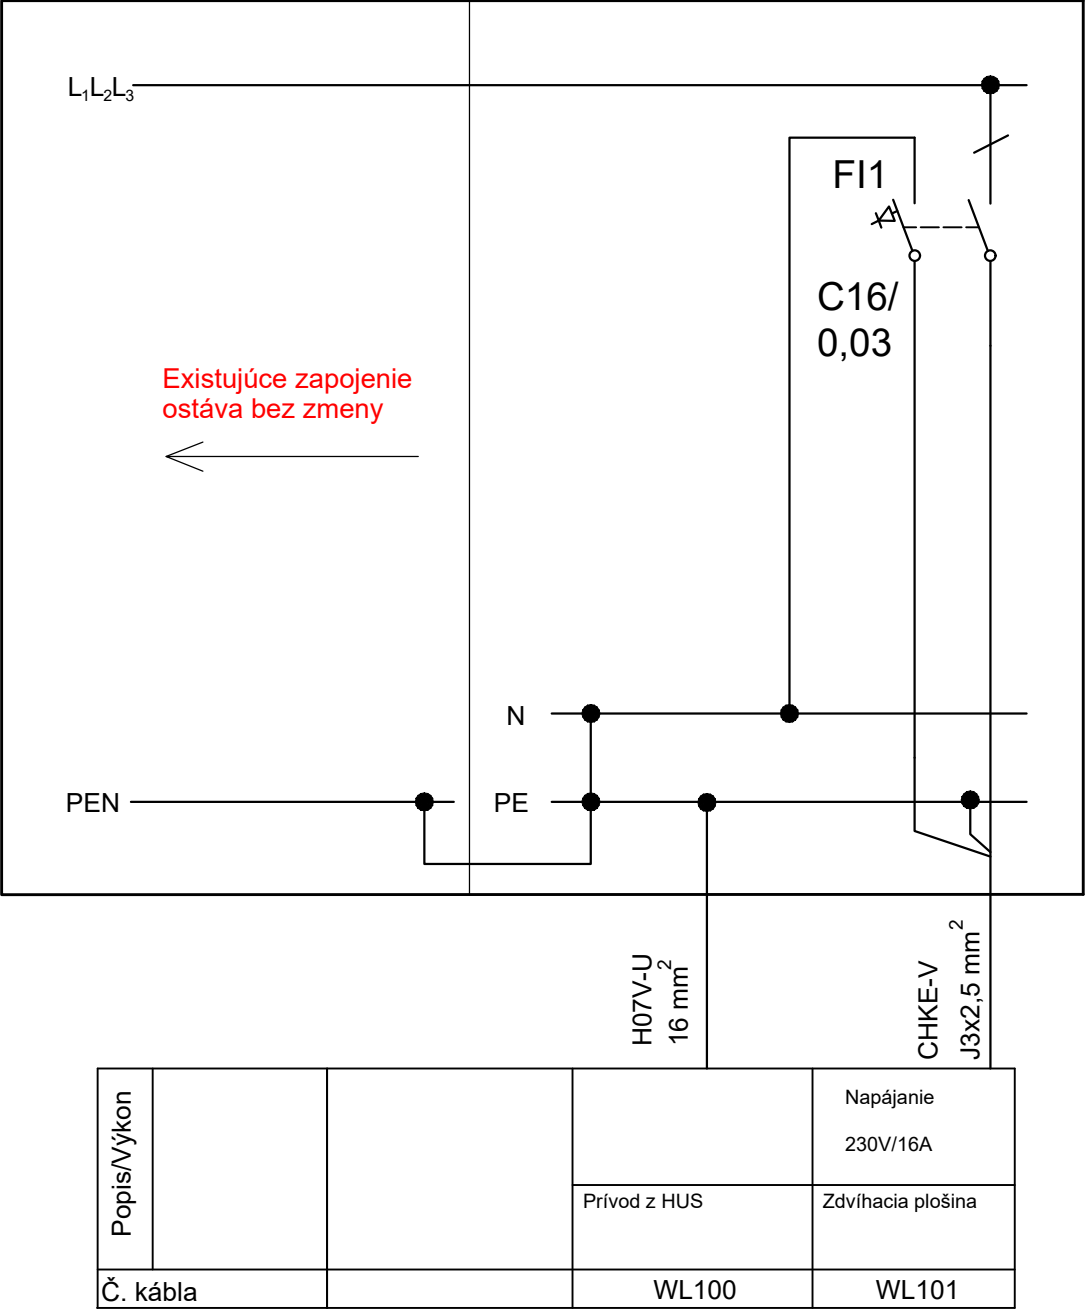 L₁L₂L₃
FI1
C16/
0,03
Existujúce zapojenie
ostáva bez zmeny
N
PEN
PE
H07V-U
16 mm²
CHKE-V
J3x2,5 mm²
Popis/Výkon
Napájanie
230V/16A
Prívod z HUS
Zdvíhacia plošina
Č. kábla
WL100
WL101